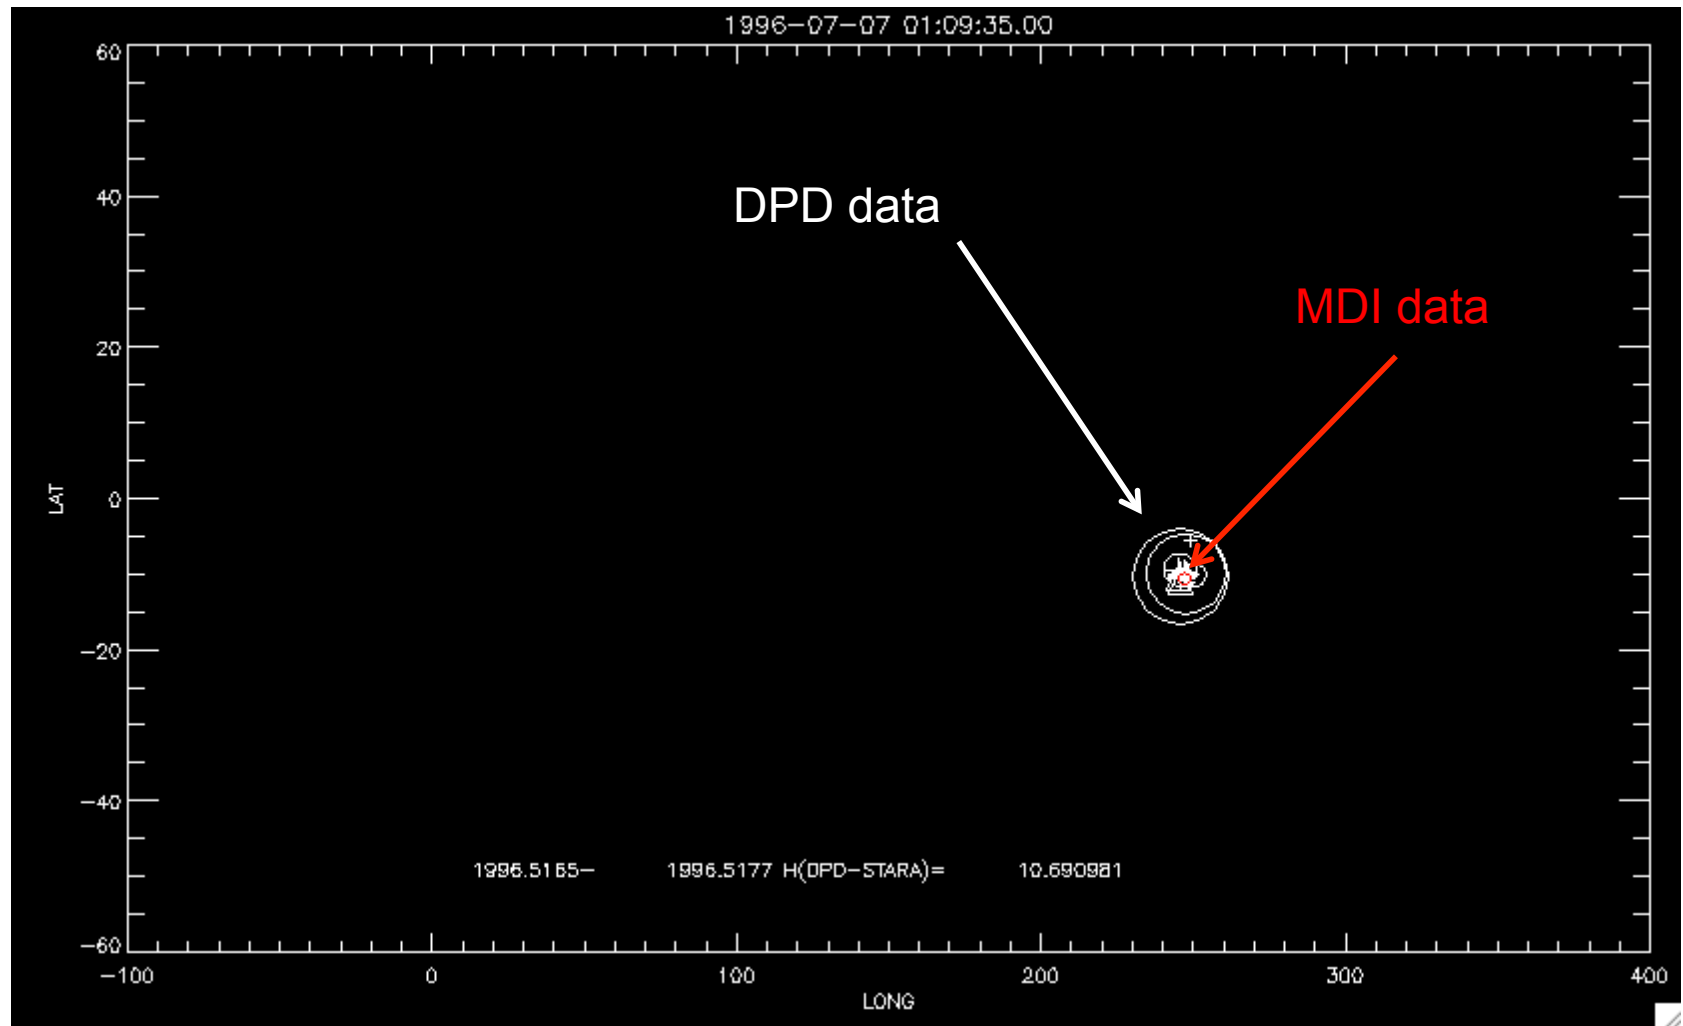 1996-07-07 01:09:35.00
60
40
DPD data
MDI data
20
LAT
0
-20
-40
1996.5165- 1996.5177 H(DPD-STARA)= 10.690981
-60
-100 0 100 200 300 400
LONG